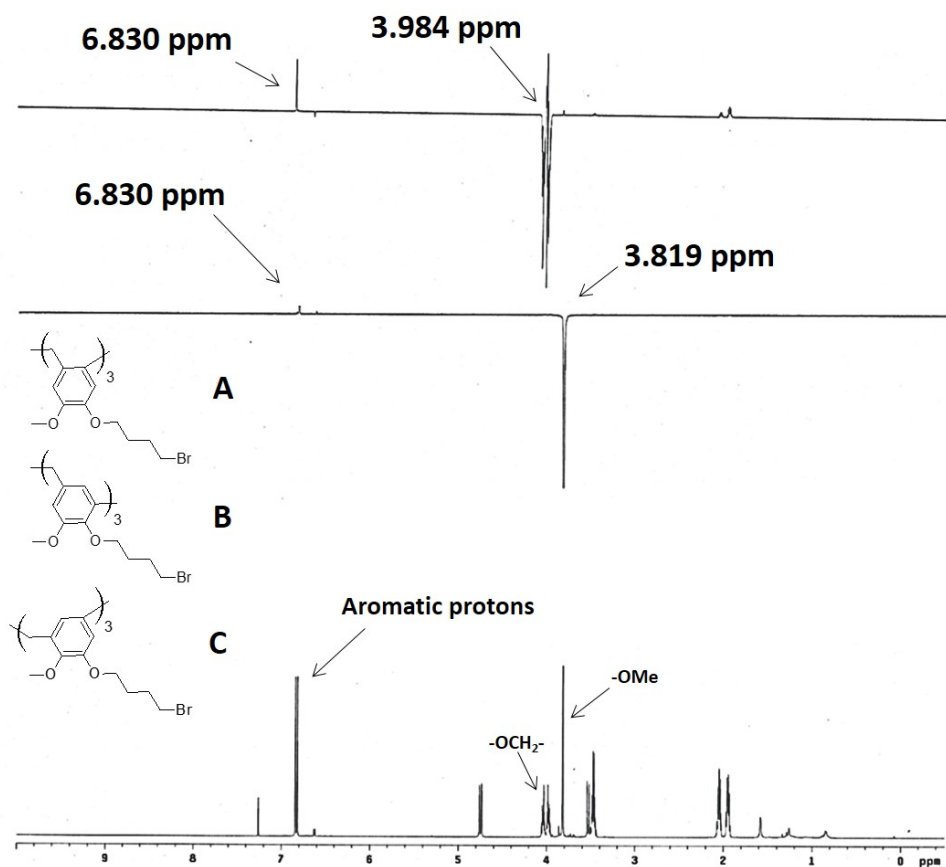 6.830 ppm
3.984 ppm
6.830 ppm
3.819 ppm
3
O
O
Br
A
3
O
O
Br
B
3
O
O
Br
C
Aromatic protons
-OMe
-OCH₂-
9 8 7 6 5 4 3 2 1 0 ppm